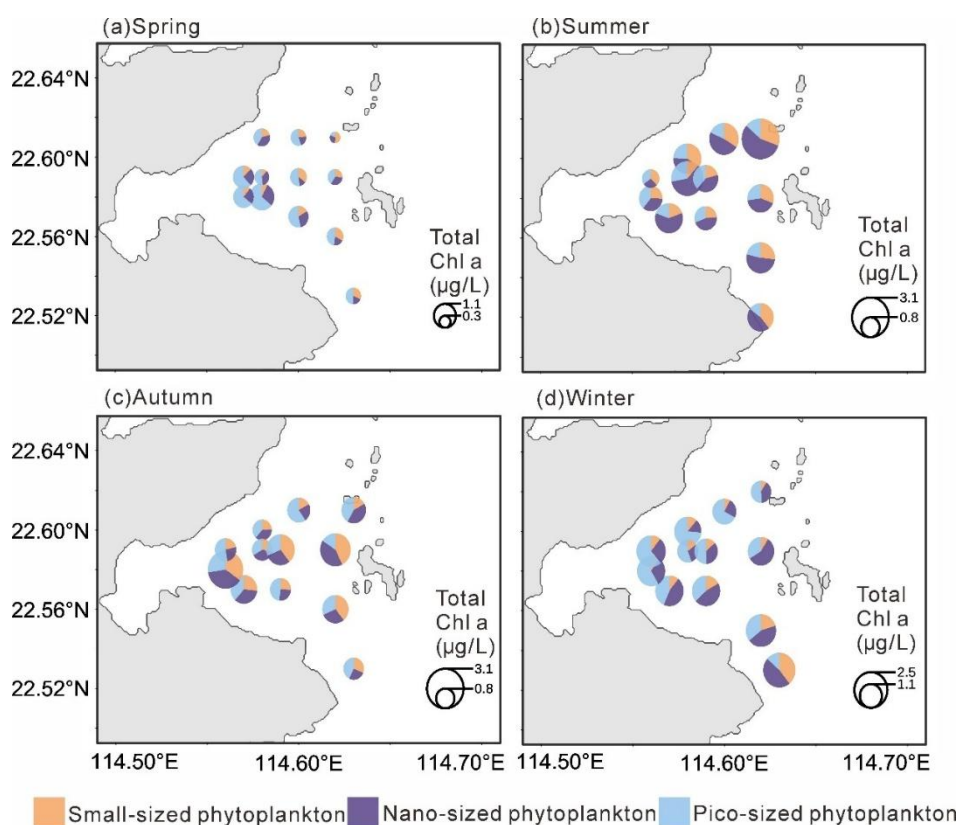 (a)Spring
(b)Summer
22.64°N
22.60°N
22.56°N
22.52°N
Total
Chl a
(µg/L)
1.1
0.3
Total
Chl a
(µg/L)
3.1
0.8
(c)Autumn
(d)Winter
22.64°N
22.60°N
22.56°N
22.52°N
Total
Chl a
(µg/L)
3.1
0.8
Total
Chl a
(µg/L)
2.5
1.1
114.50°E
114.60°E
114.70°E
114.50°E
114.60°E
114.70°E
Small-sized phytoplankton
Nano-sized phytoplankton
Pico-sized phytoplankton